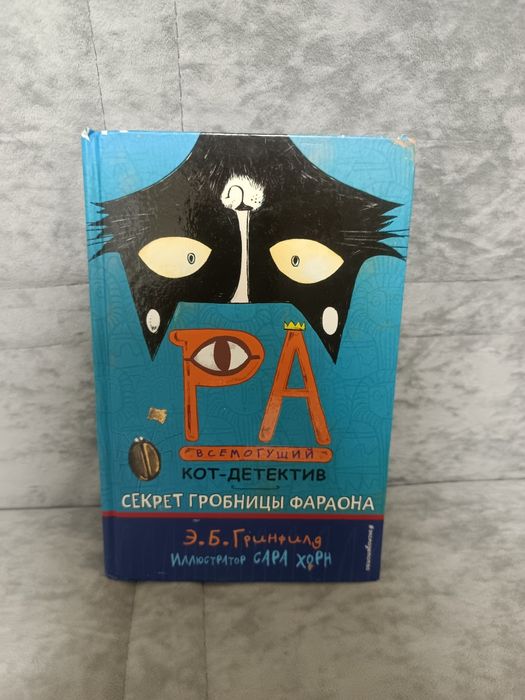 РА
ВСЕМОГУЩИЙ
КОТ-ДЕТЕКТИВ
СЕКРЕТ ГРОБНИЦЫ ФАРАОНА
Э.Б.Гринфилд
ИЛЛЮСТРАТОР САРА ХОРН